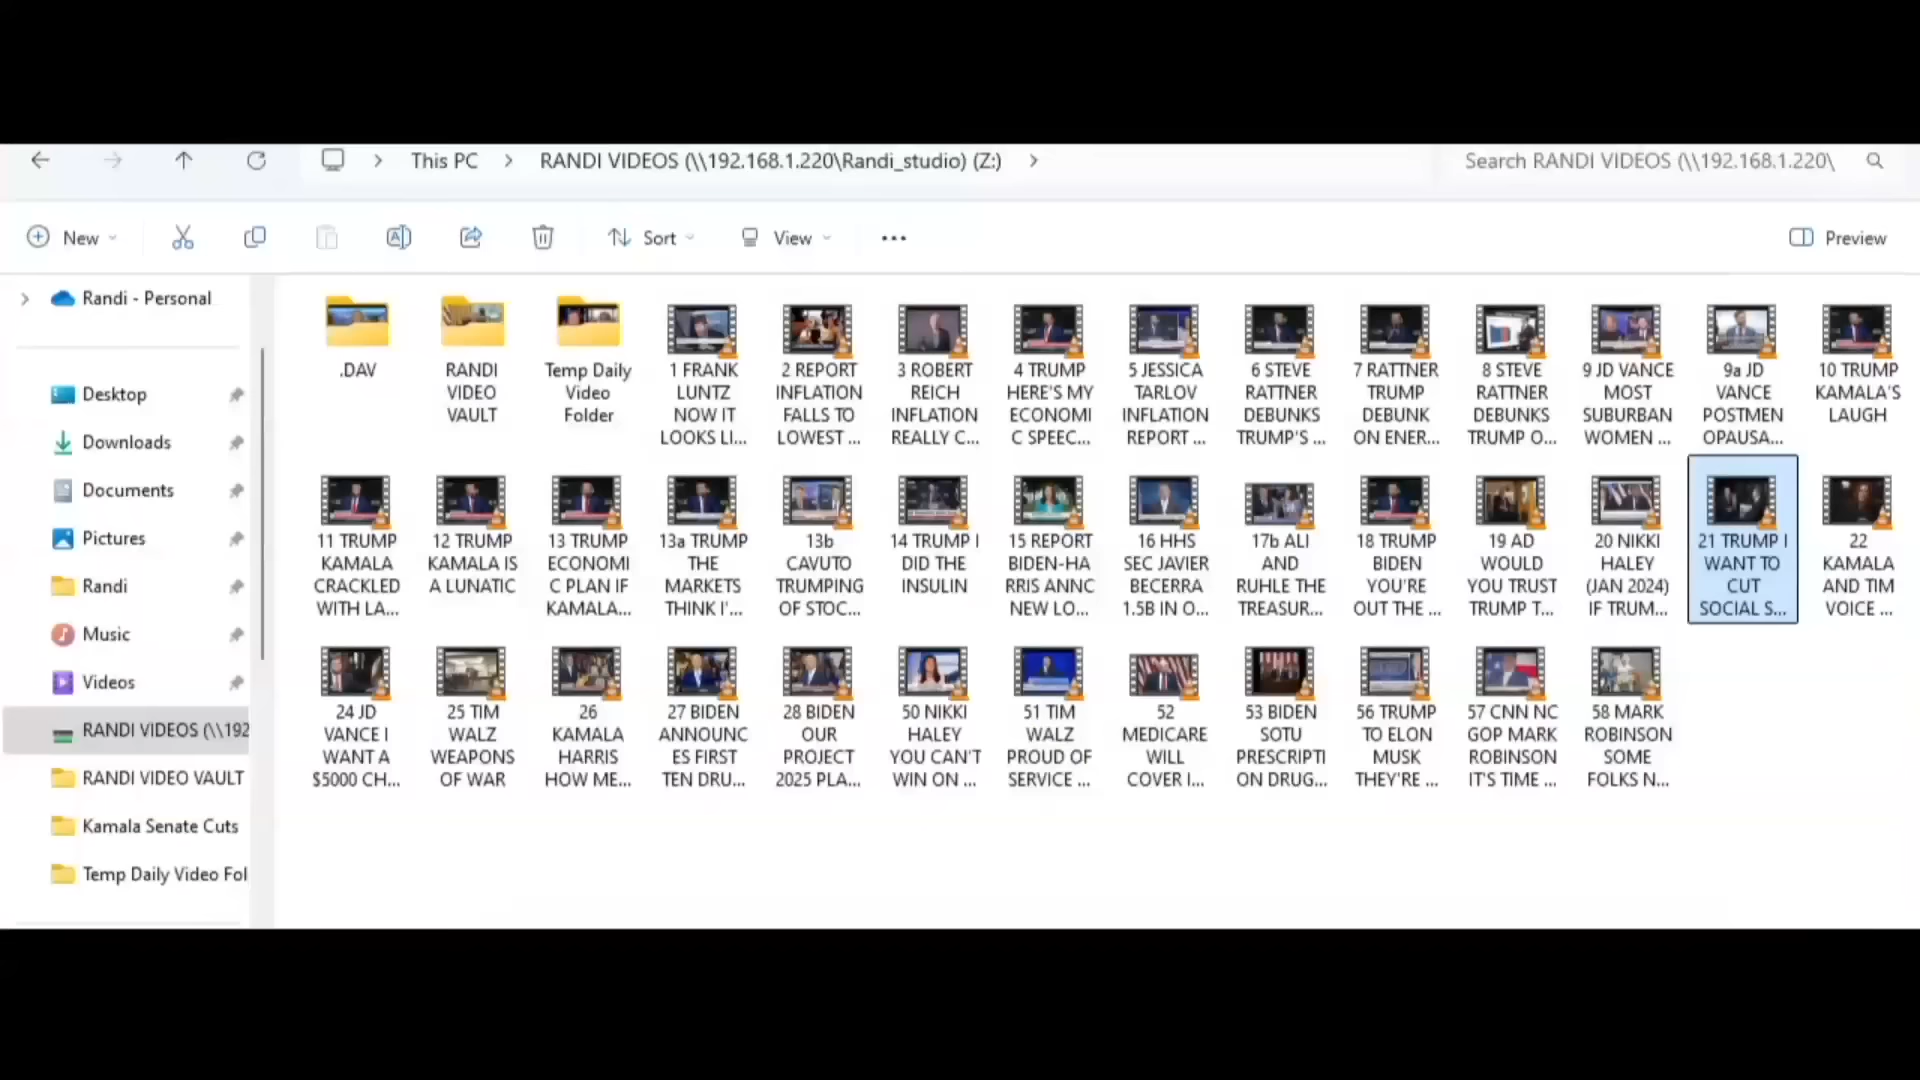 This PC
RANDI VIDEOS (\\192.168.1.220\Randi_studio) (Z:)
Search RANDI VIDEOS (\\192.168.1.220\
New
Sort
View
Preview
Randi - Personal
Desktop
Downloads
Documents
Pictures
Randi
Music
Videos
RANDI VIDEOS (\\192
RANDI VIDEO VAULT
Kamala Senate Cuts
Temp Daily Video Fol
.DAV
RANDI
VIDEO
VAULT
Temp Daily
Video
Folder
1 FRANK
LUNTZ
NOW IT
LOOKS LI...
2 REPORT
INFLATION
FALLS TO
LOWEST ...
3 ROBERT
REICH
INFLATION
REALLY C...
4 TRUMP
HERE'S MY
ECONOMI
C SPEEC...
5 JESSICA
TARLOV
INFLATION
REPORT ...
6 STEVE
RATTNER
DEBUNKS
TRUMP'S ...
7 RATTNER
TRUMP
DEBUNK
ON ENER...
8 STEVE
RATTNER
DEBUNKS
TRUMP O...
9 JD VANCE
MOST
SUBURBAN
WOMEN ...
9a JD
VANCE
POSTMEN
OPAUSA...
10 TRUMP
KAMALA'S
LAUGH
11 TRUMP
KAMALA
CRACKLED
WITH LA...
12 TRUMP
KAMALA IS
A LUNATIC
13 TRUMP
ECONOMI
C PLAN IF
KAMALA...
13a TRUMP
THE
MARKETS
THINK I'...
13b
CAVUTO
TRUMPING
OF STOC...
14 TRUMP I
DID THE
INSULIN
15 REPORT
BIDEN-HA
RRIS ANNC
NEW LO...
16 HHS
SEC JAVIER
BECERRA
1.5B IN O...
17b ALI
AND
RUHLE THE
TREASUR...
18 TRUMP
BIDEN
YOU'RE
OUT THE ...
19 AD
WOULD
YOU TRUST
TRUMP T...
20 NIKKI
HALEY
(JAN 2024)
IF TRUM...
21 TRUMP I
WANT TO
CUT
SOCIAL S...
22
KAMALA
AND TIM
VOICE ...
24 JD
VANCE I
WANT A
$5000 CH...
25 TIM
WALZ
WEAPONS
OF WAR
26
KAMALA
HARRIS
HOW ME...
27 BIDEN
ANNOUNC
ES FIRST
TEN DRU...
28 BIDEN
OUR
PROJECT
2025 PLA...
50 NIKKI
HALEY
YOU CAN'T
WIN ON ...
51 TIM
WALZ
PROUD OF
SERVICE ...
52
MEDICARE
WILL
COVER I...
53 BIDEN
SOTU
PRESCRIPTI
ON DRUG...
56 TRUMP
TO ELON
MUSK
THEY'RE ...
57 CNN NC
GOP MARK
ROBINSON
IT'S TIME ...
58 MARK
ROBINSON
SOME
FOLKS N...